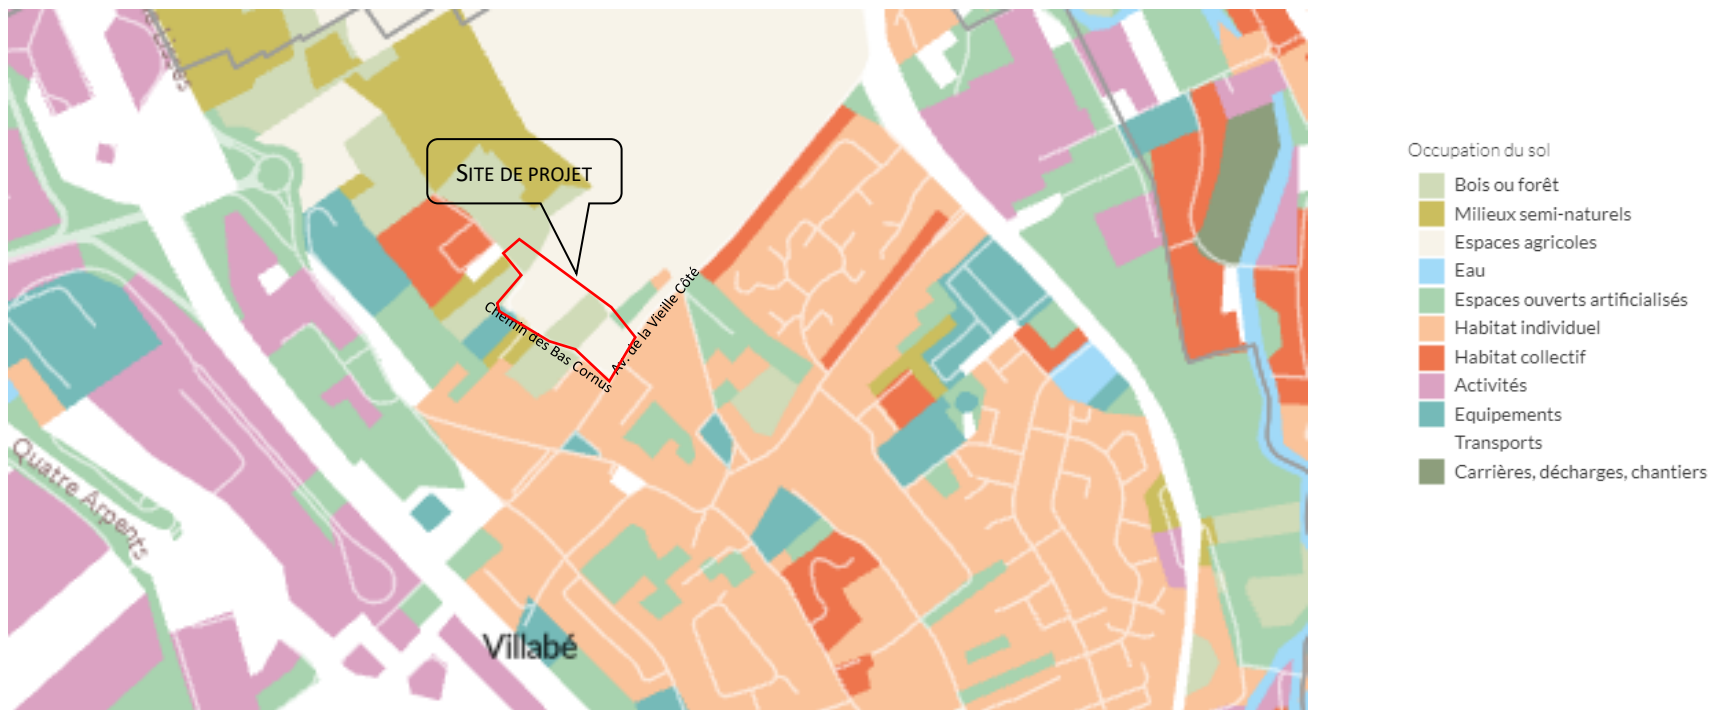 Lisses
SITE DE PROJET
Chemin des Bas Cornus
Av. de la Vieille Côté
Quatre Arpents
Villabé
Occupation du sol
Bois ou forêt
Milieux semi-naturels
Espaces agricoles
Eau
Espaces ouverts artificialisés
Habitat individuel
Habitat collectif
Activités
Equipements
Transports
Carrières, décharges, chantiers